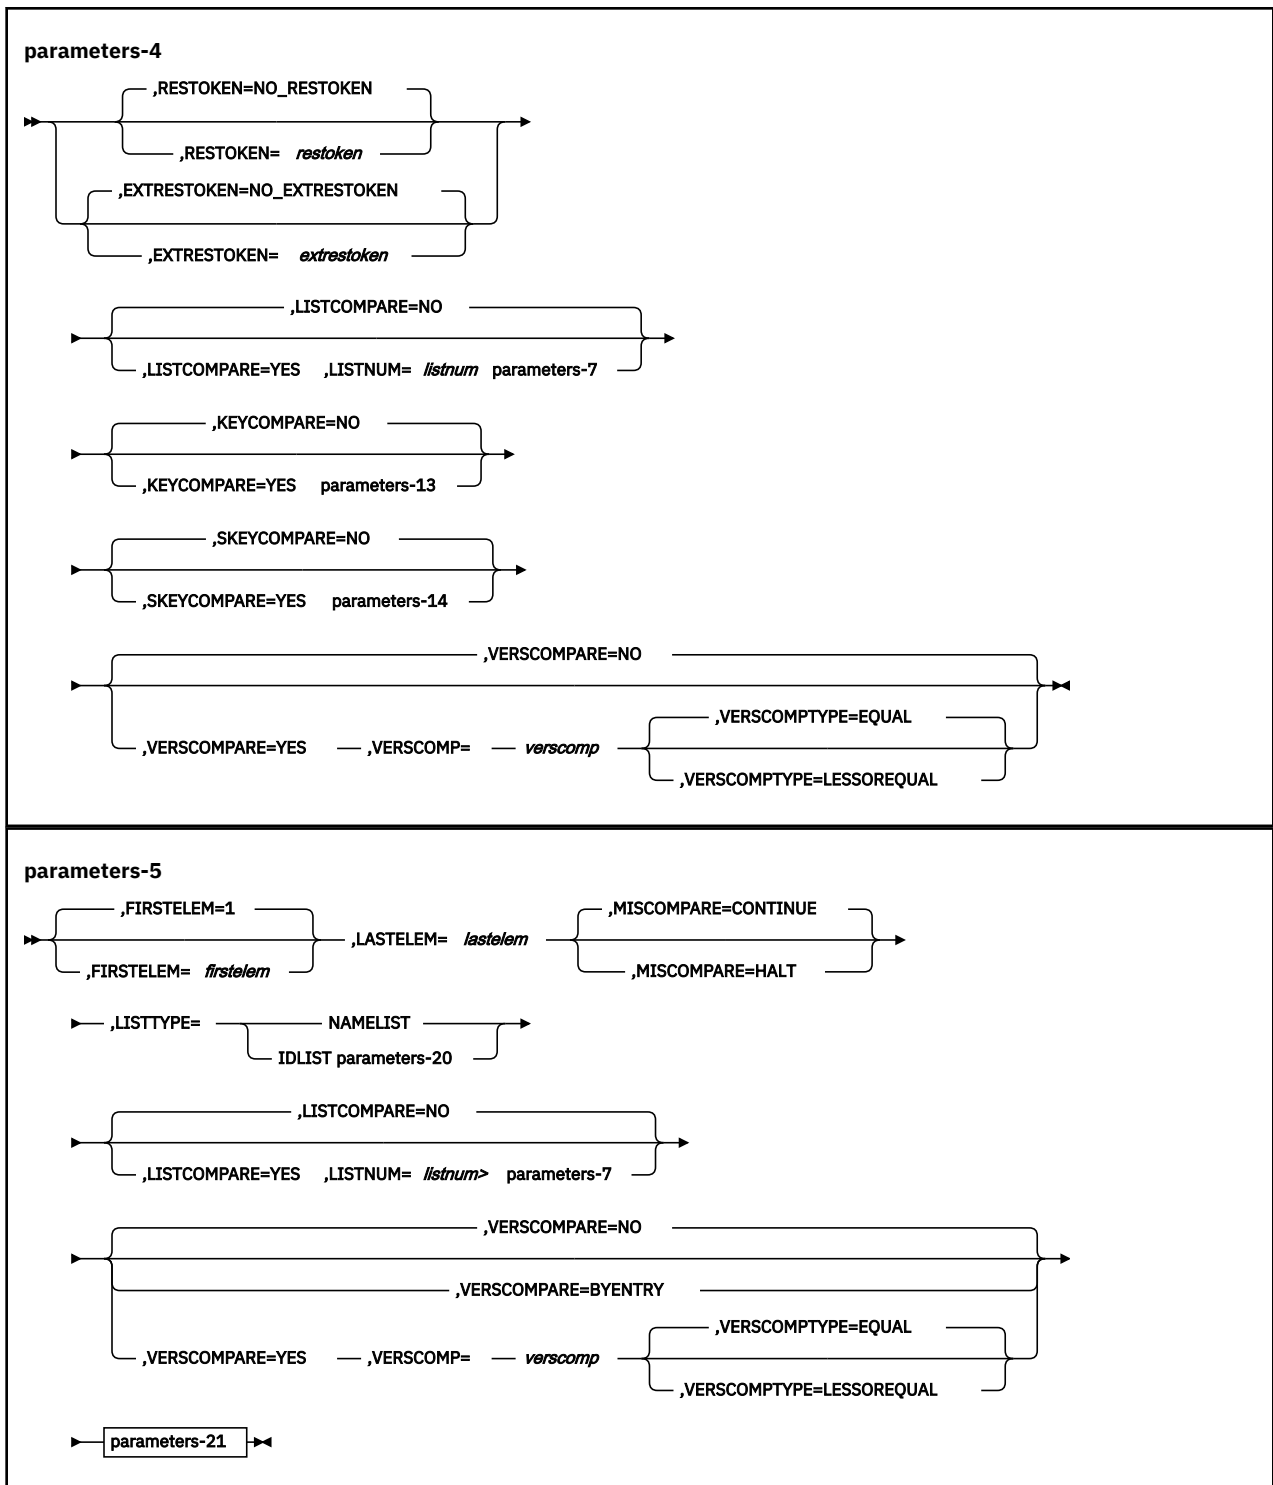 parameters-4
,RESTOKEN=NO_RESTOKEN
,RESTOKEN= restoken
,EXTRESTOKEN=NO_EXTRESTOKEN
,EXTRESTOKEN= extrestoken
,LISTCOMPARE=NO
,LISTCOMPARE=YES ,LISTNUM= listnum parameters-7
,KEYCOMPARE=NO
,KEYCOMPARE=YES parameters-13
,SKEYCOMPARE=NO
,SKEYCOMPARE=YES parameters-14
,VERSCOMPARE=NO
,VERSCOMPTYPE=EQUAL
,VERSCOMPARE=YES ,VERSCOMP= verscomp
,VERSCOMPTYPE=LESSOREQUAL
parameters-5
,FIRSTELEM=1 ,MISCOMPARE=CONTINUE
,LASTELEM= lastelem
,FIRSTELEM= firstelem ,MISCOMPARE=HALT
,LISTTYPE= NAMELIST
IDLIST parameters-20
,LISTCOMPARE=NO
,LISTCOMPARE=YES ,LISTNUM= listnum> parameters-7
,VERSCOMPARE=NO
,VERSCOMPARE=BYENTRY
,VERSCOMPTYPE=EQUAL
,VERSCOMPARE=YES ,VERSCOMP= verscomp
,VERSCOMPTYPE=LESSOREQUAL
parameters-21